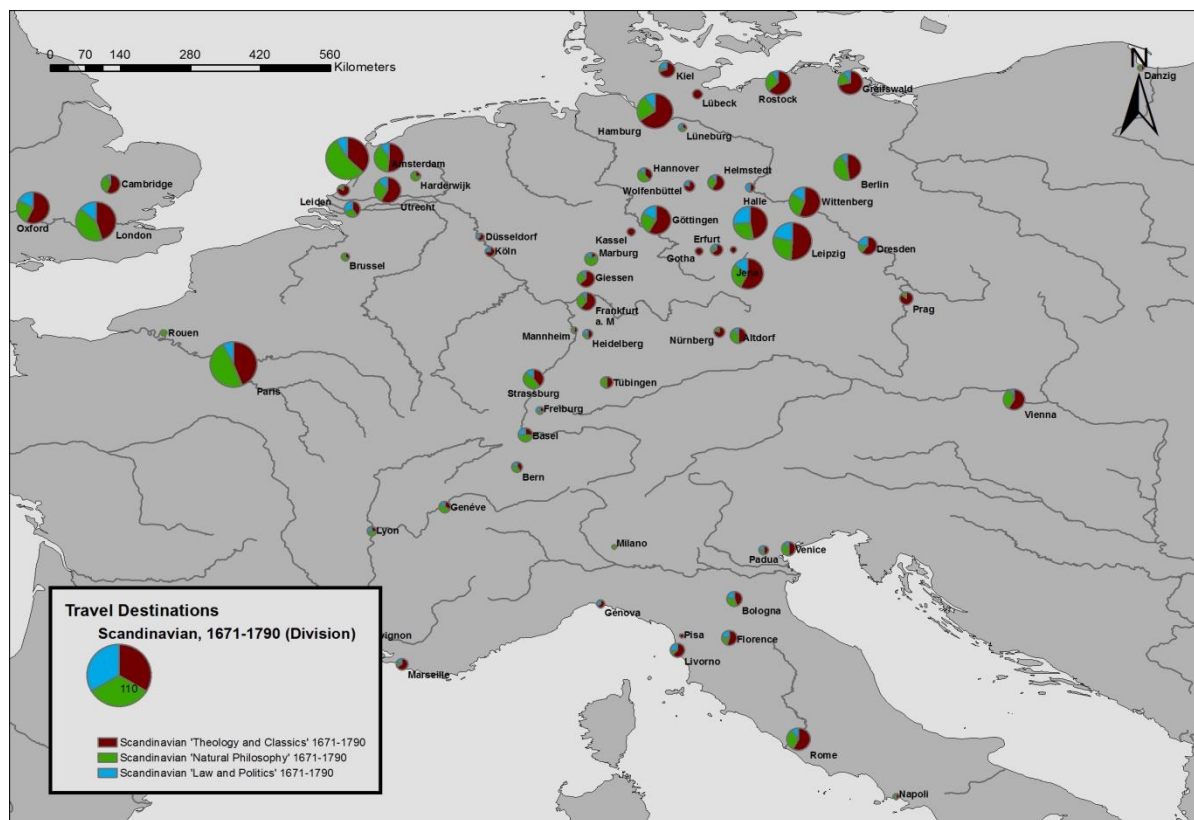 0 70 140 280 420 560
Kilometers
N
Danzig
Kiel
Lübeck
Rostock
Greifswald
Hamburg
Lüneburg
Amsterdam
Harderwijk
Cambridge
Hannover
Helmstedt
Berlin
Wolfenbüttel
Leiden
Utrecht
Halle
Wittenberg
Oxford
London
Göttingen
Düsseldorf
Kassel
Erfurt
Leipzig
Dresden
Köln
Marburg
Gotha
Brussel
Giessen
Jena
Prag
Frankfurt
a. M
Rouen
Mannheim
Heidelberg
Nürnberg
Altdorf
Paris
Strassburg
Tübingen
Freiburg
Vienna
Basel
Bern
Genéve
Lyon
Milano
Padua
Venice
Génova
Bologna
Pisa
Florence
vignon
Livorno
Marseille
Rome
Napoli
Travel Destinations
Scandinavian, 1671-1790 (Division)
110
Scandinavian 'Theology and Classics' 1671-1790
Scandinavian 'Natural Philosophy' 1671-1790
Scandinavian 'Law and Politics' 1671-1790